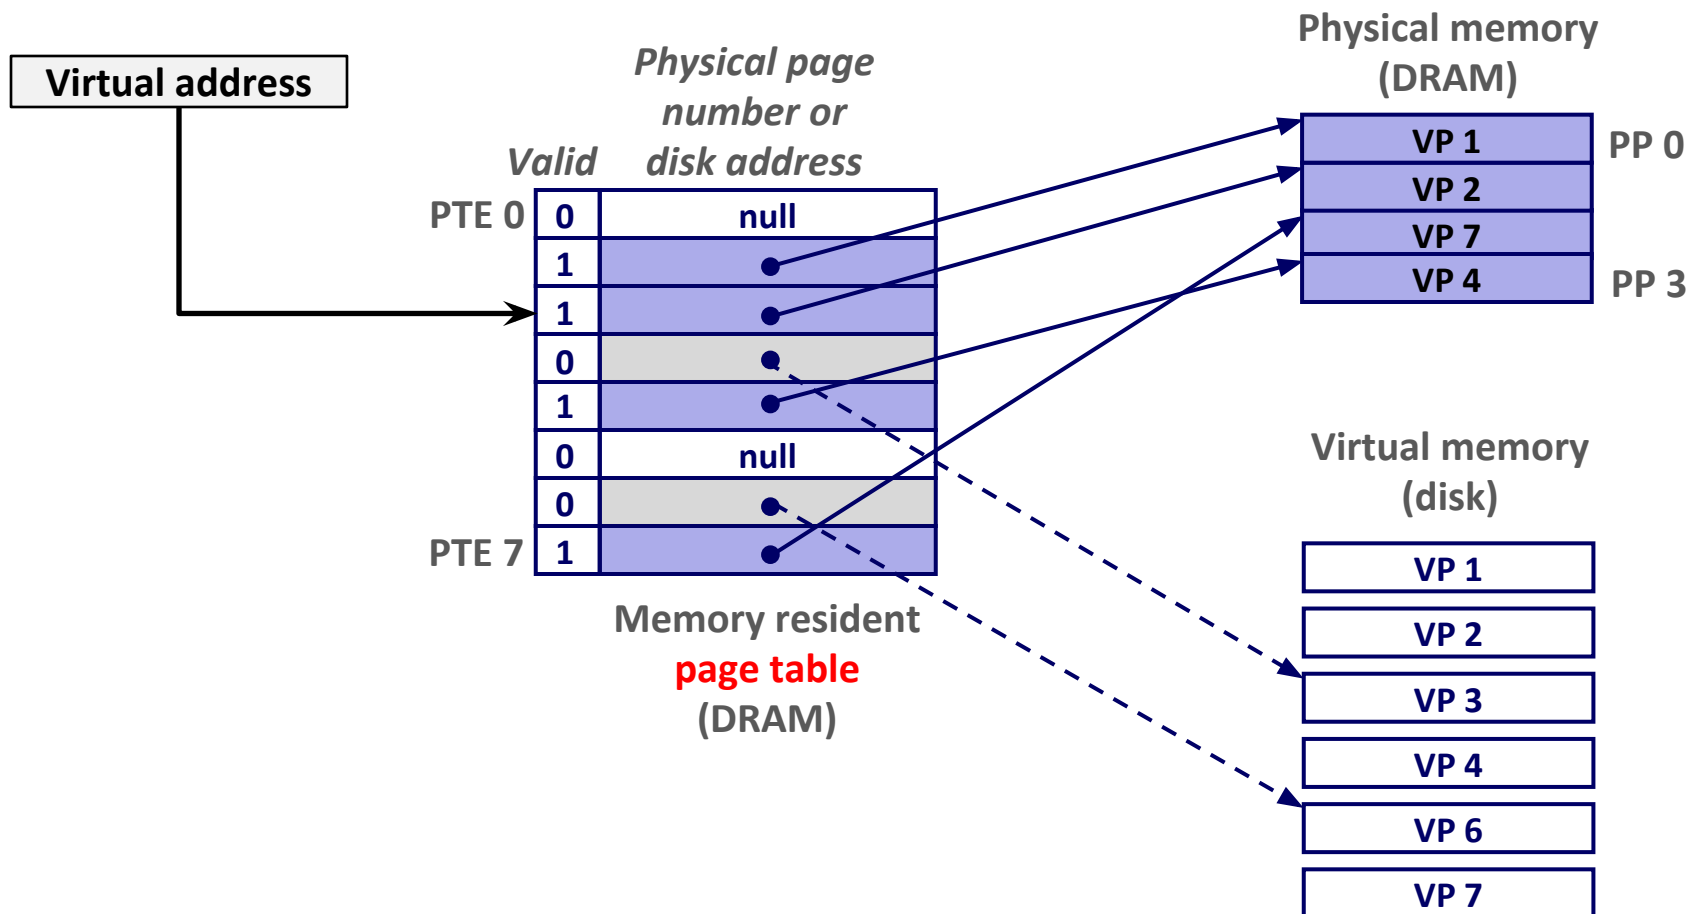 Virtual address
Physical page
number or
disk address
Valid
PTE 0
0
null
1
1
0
1
0
null
0
PTE 7
1
Memory resident
page table
(DRAM)
Physical memory
(DRAM)
VP 1
PP 0
VP 2
VP 7
VP 4
PP 3
Virtual memory
(disk)
VP 1
VP 2
VP 3
VP 4
VP 6
VP 7